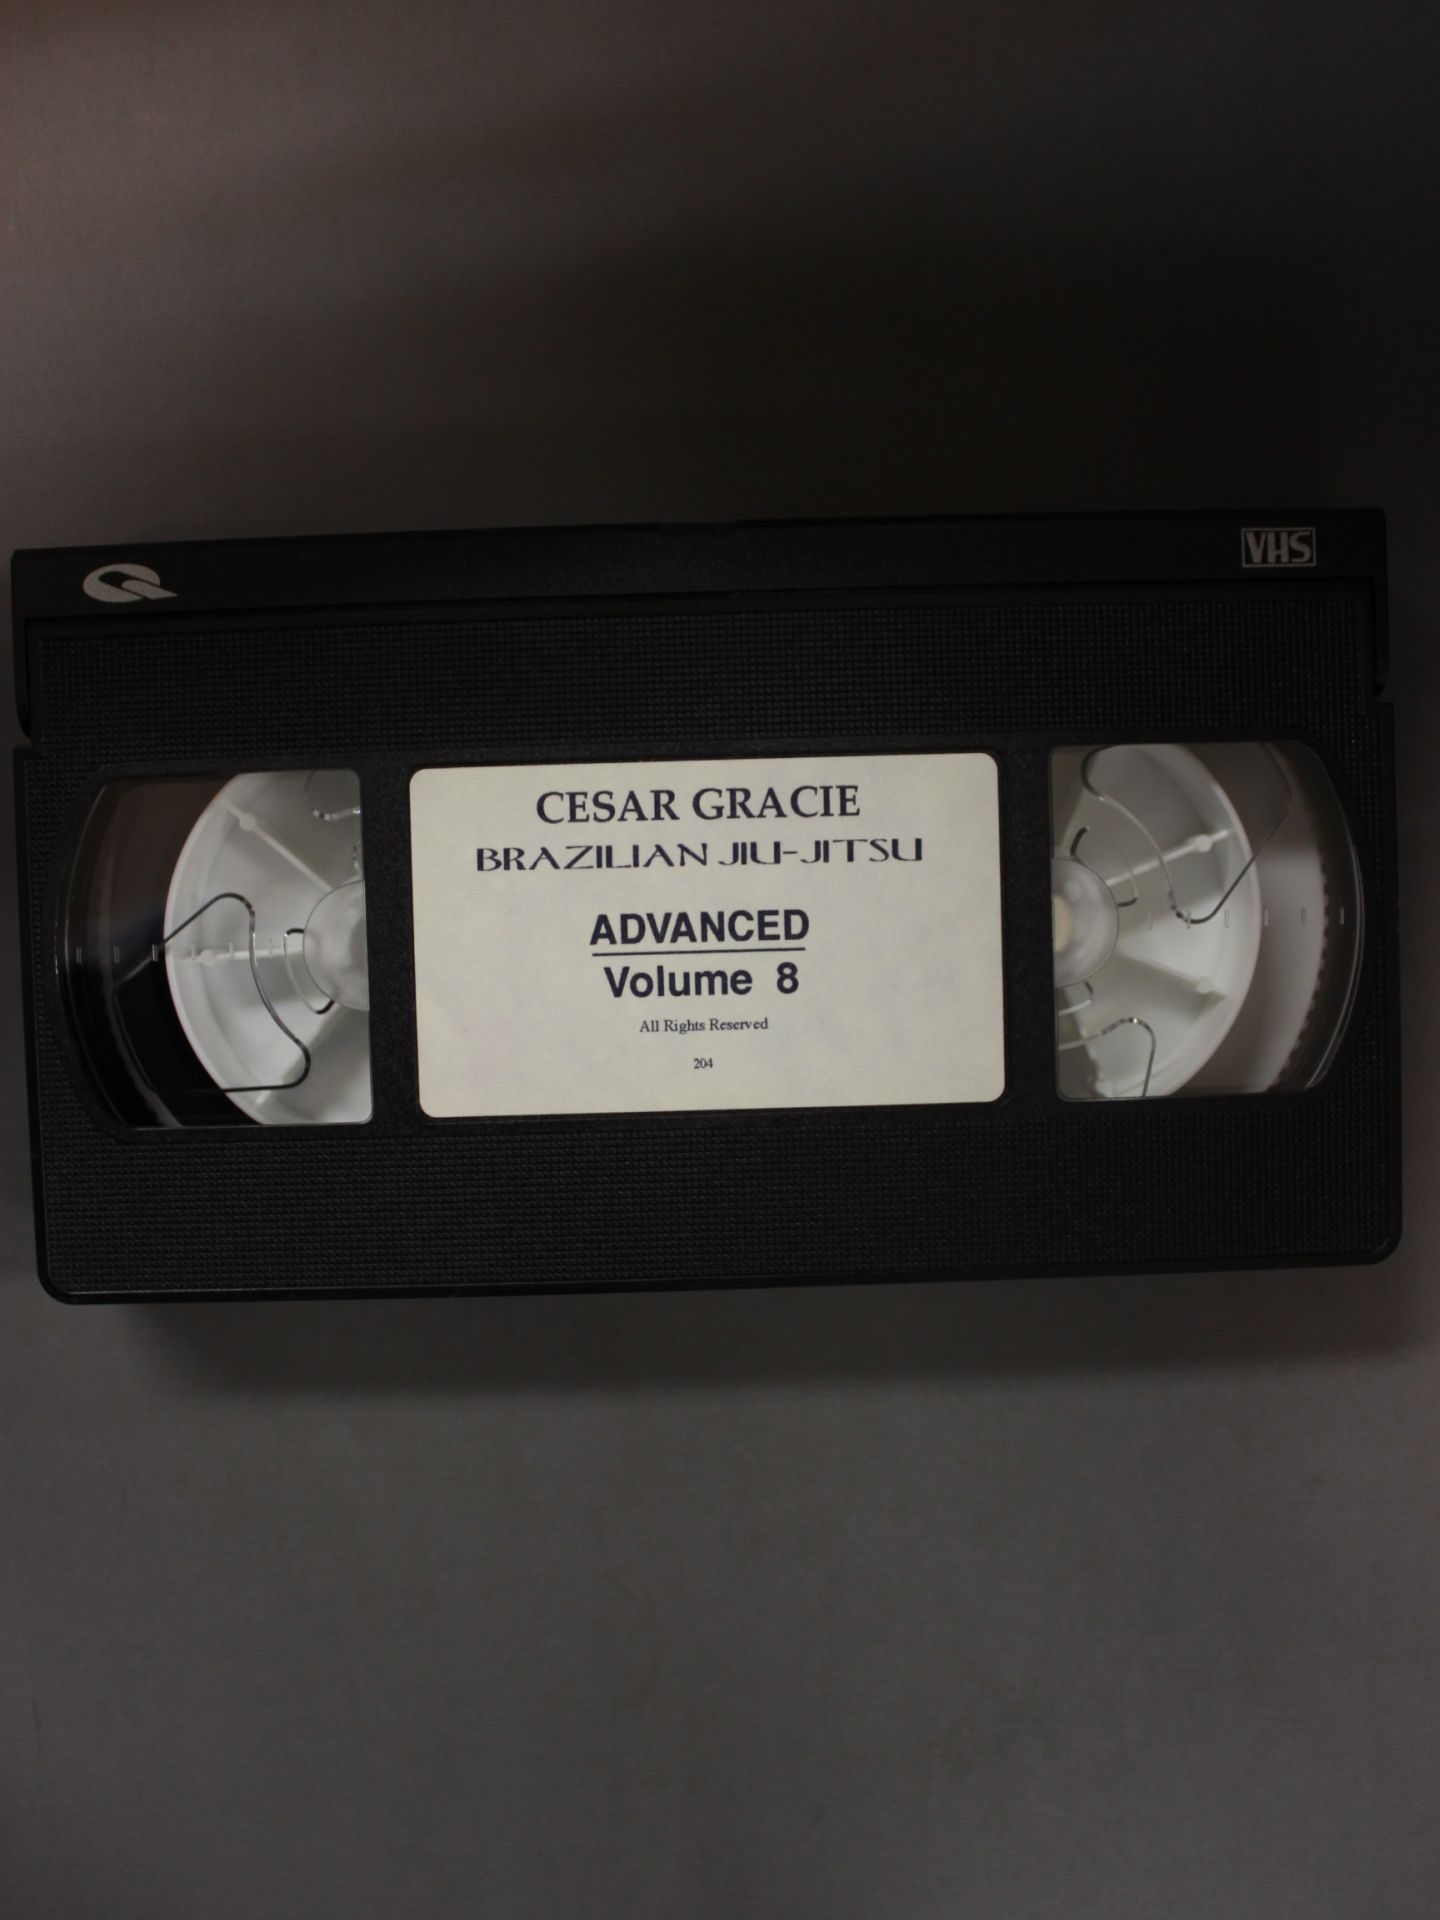 VHS
CESAR GRACIE
BRAZILIAN JIU-JITSU
ADVANCED
Volume 8
All Rights Reserved
204